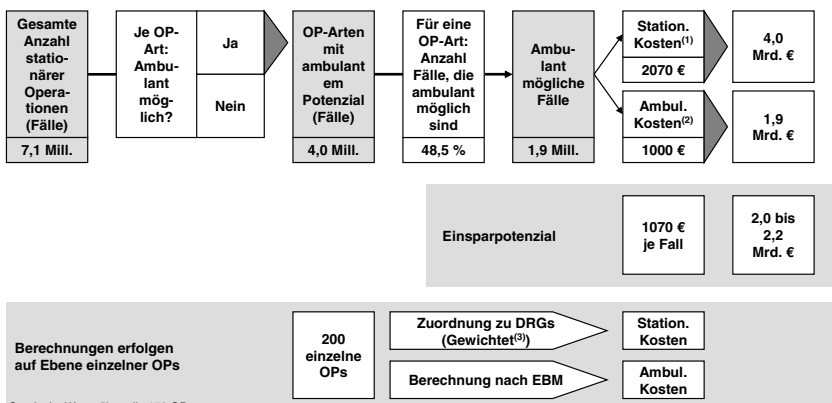 Gesamte
Anzahl
statio-
närer
Opera-
tionen
(Fälle)
7,1 Mill.
Je OP-
Art:
Ambu-
lant
mög-
lich?
Ja
Nein
OP-Arten
mit
ambulant
em
Potenzial
(Fälle)
4,0 Mill.
Für eine
OP-Art:
Anzahl
Fälle, die
ambulant
möglich
sind
48,5 %
Ambu-
lant
mögliche
Fälle
1,9 Mill.
Station.
Kosten(1)
2070 €
4,0
Mrd. €
Ambul.
Kosten(2)
1000 €
1,9
Mrd. €
Einsparpotenzial
1070 €
je Fall
2,0 bis
2,2
Mrd. €
Berechnungen erfolgen
auf Ebene einzelner OPs
200
einzelne
OPs
Zuordnung zu DRGs
(Gewichtet(3))
Station.
Kosten
Berechnung nach EBM
Ambul.
Kosten